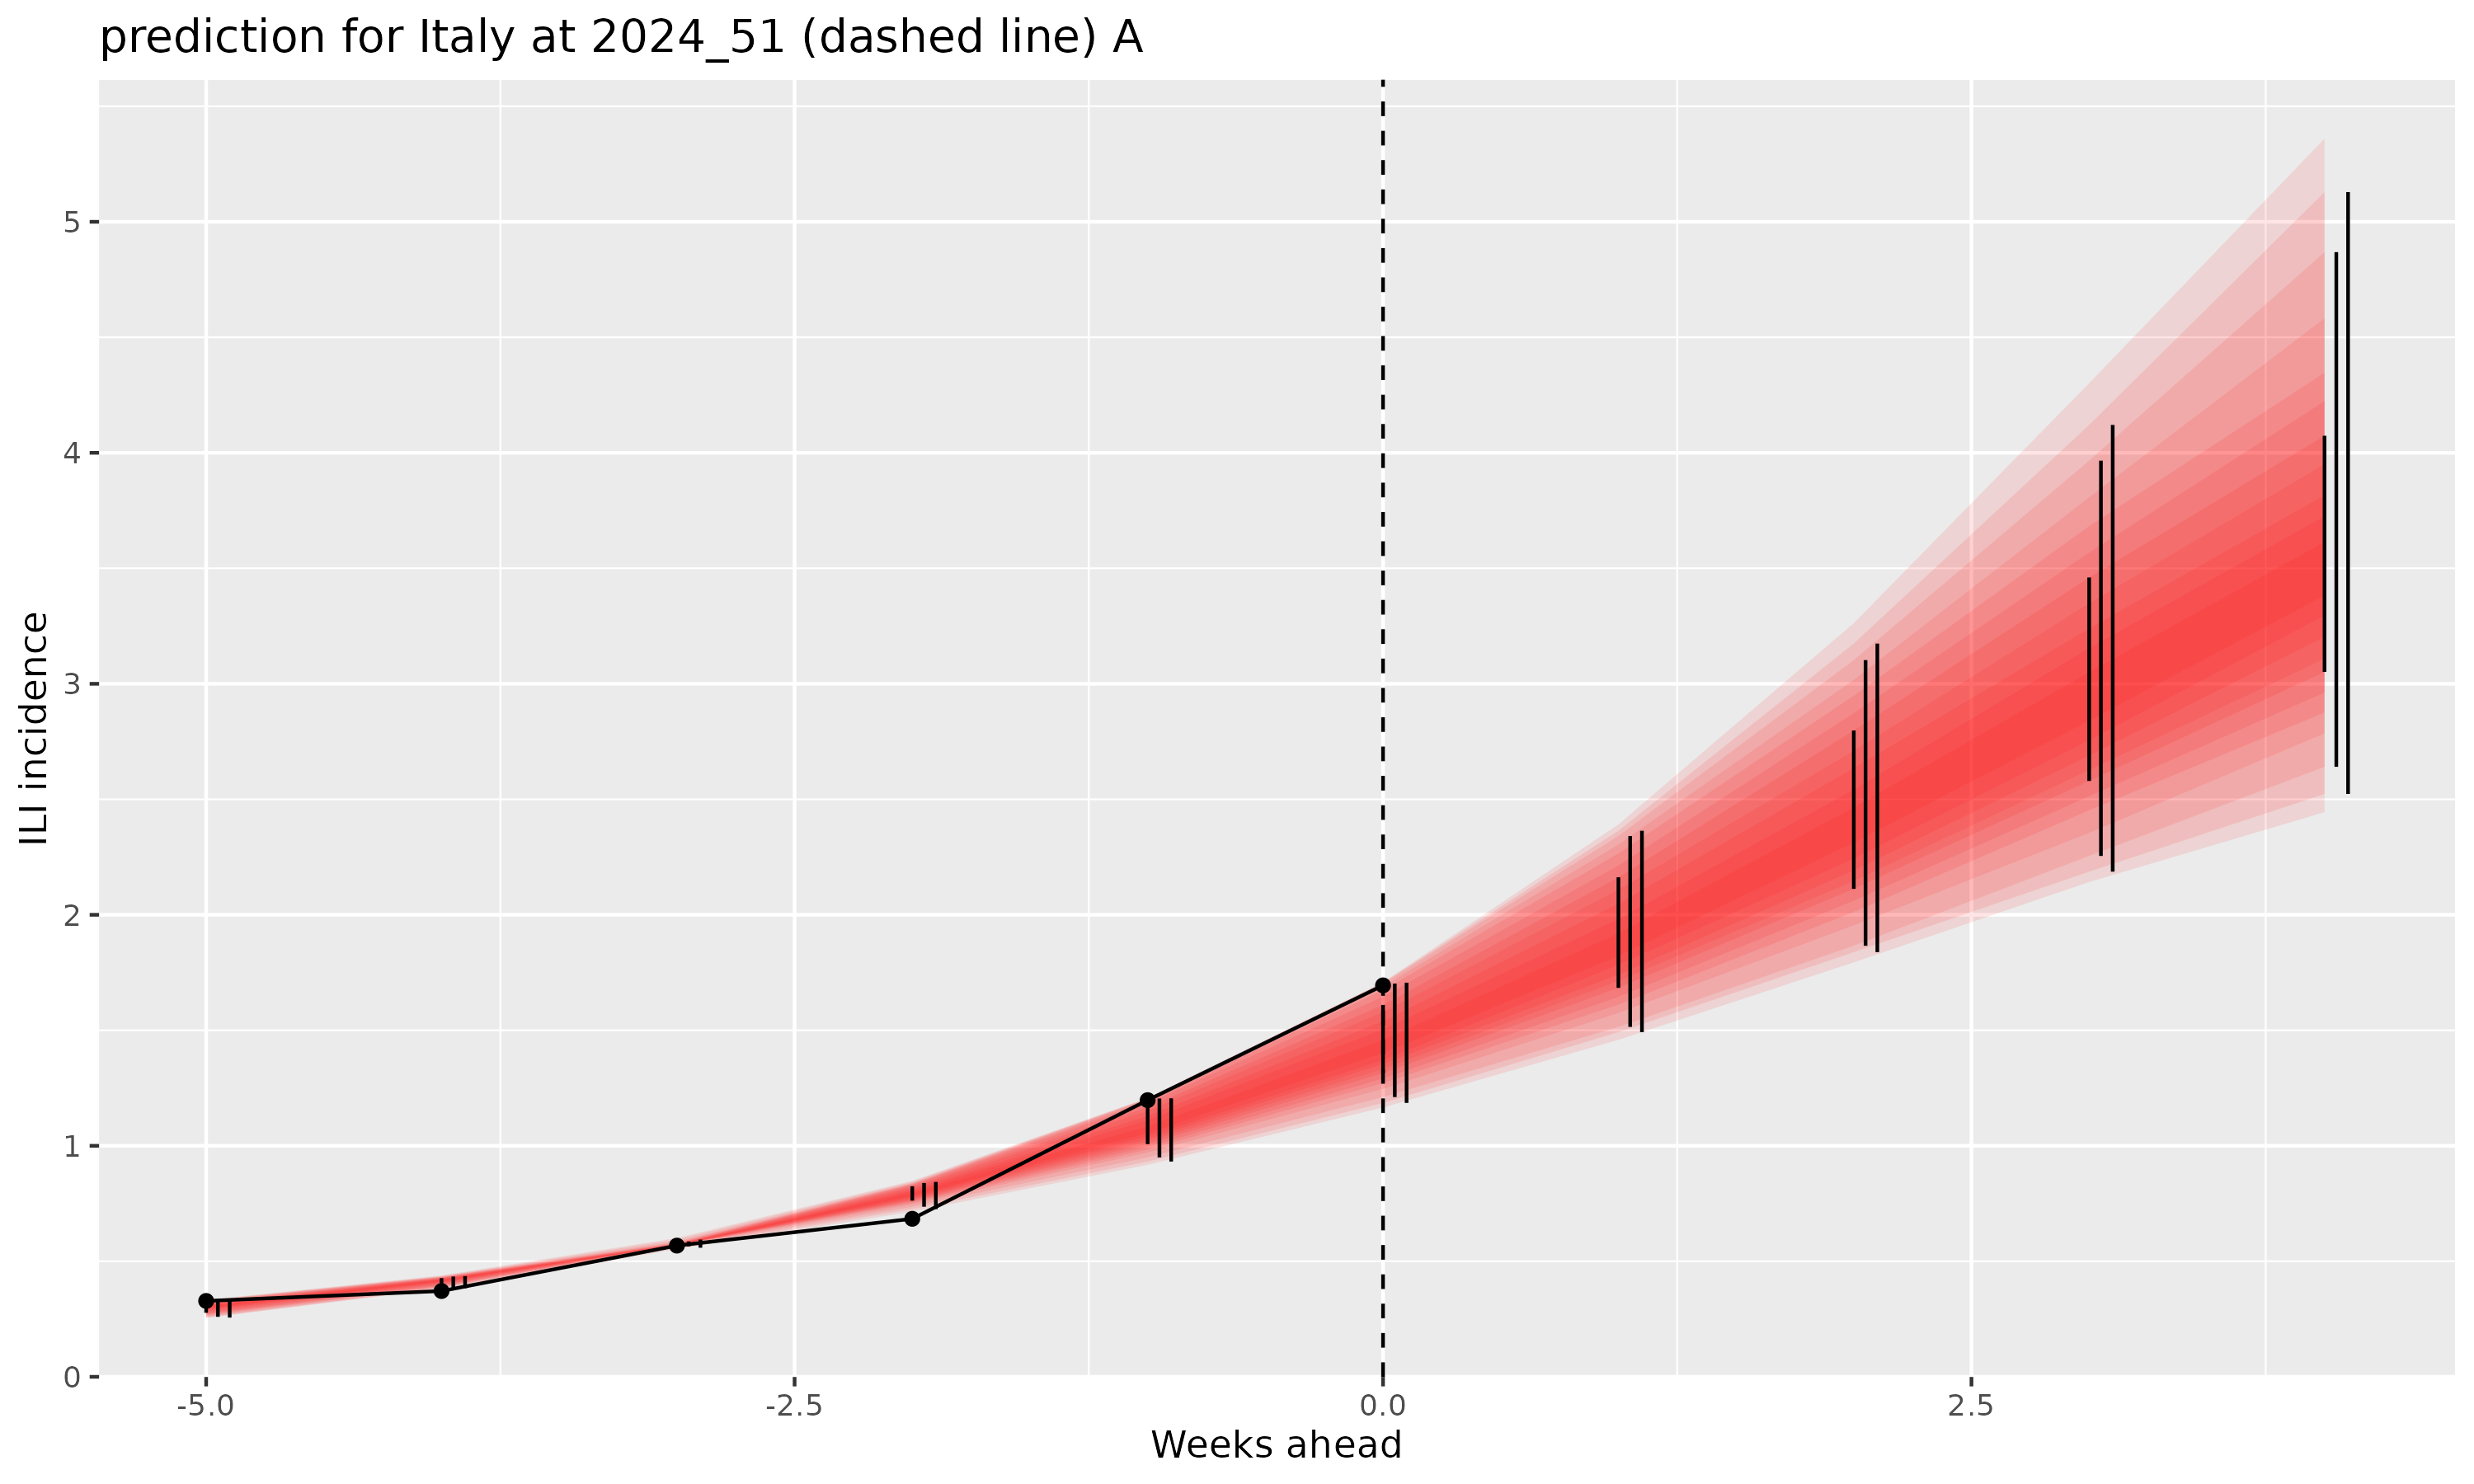 prediction for Italy at 2024_51 (dashed line) A
ILI incidence
5
4
3
2
1
0
-5.0 -2.5 0.0 2.5
Weeks ahead